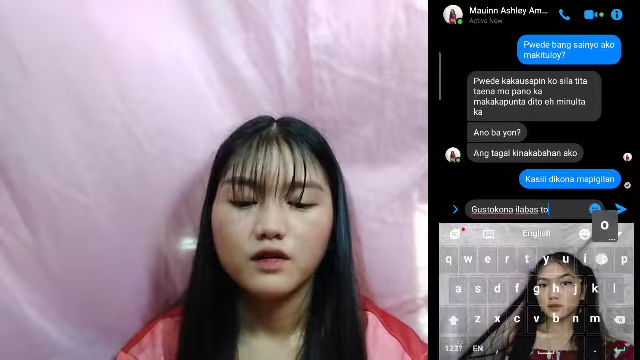 Mauinn Ashley Am...
Active Now
Pwede bang sainyo ako
makituloy?
Pwede kakausapin ko sila tita
taena mo pano ka
makakapunta dito eh minulta
ka
Ano ba yon?
Ang tagal kinakabahan ako
Kasiii dikona mapigilan
Gustokona ilabas to
o
English
q w e r t y u i o p
a s d f g h j k l
z x c v b n m
123? EN , .